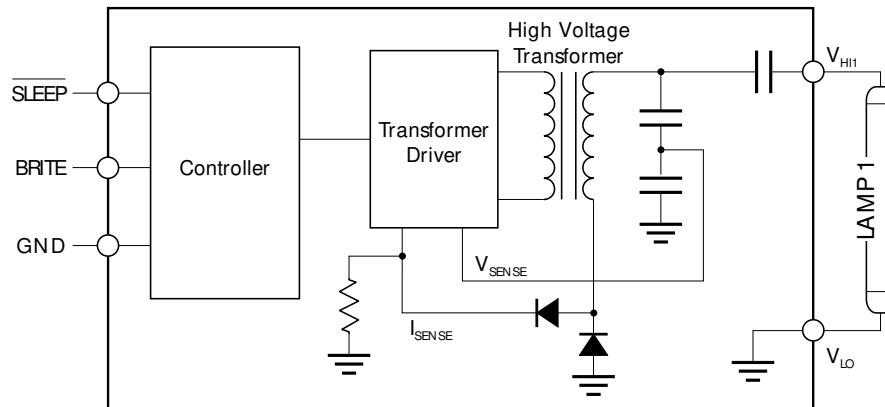 High Voltage
Transformer
V_HI1
SLEEP
Transformer
Driver
BRITE
Controller
LAMP 1
GND
V_SENSE
I_SENSE
V_LO